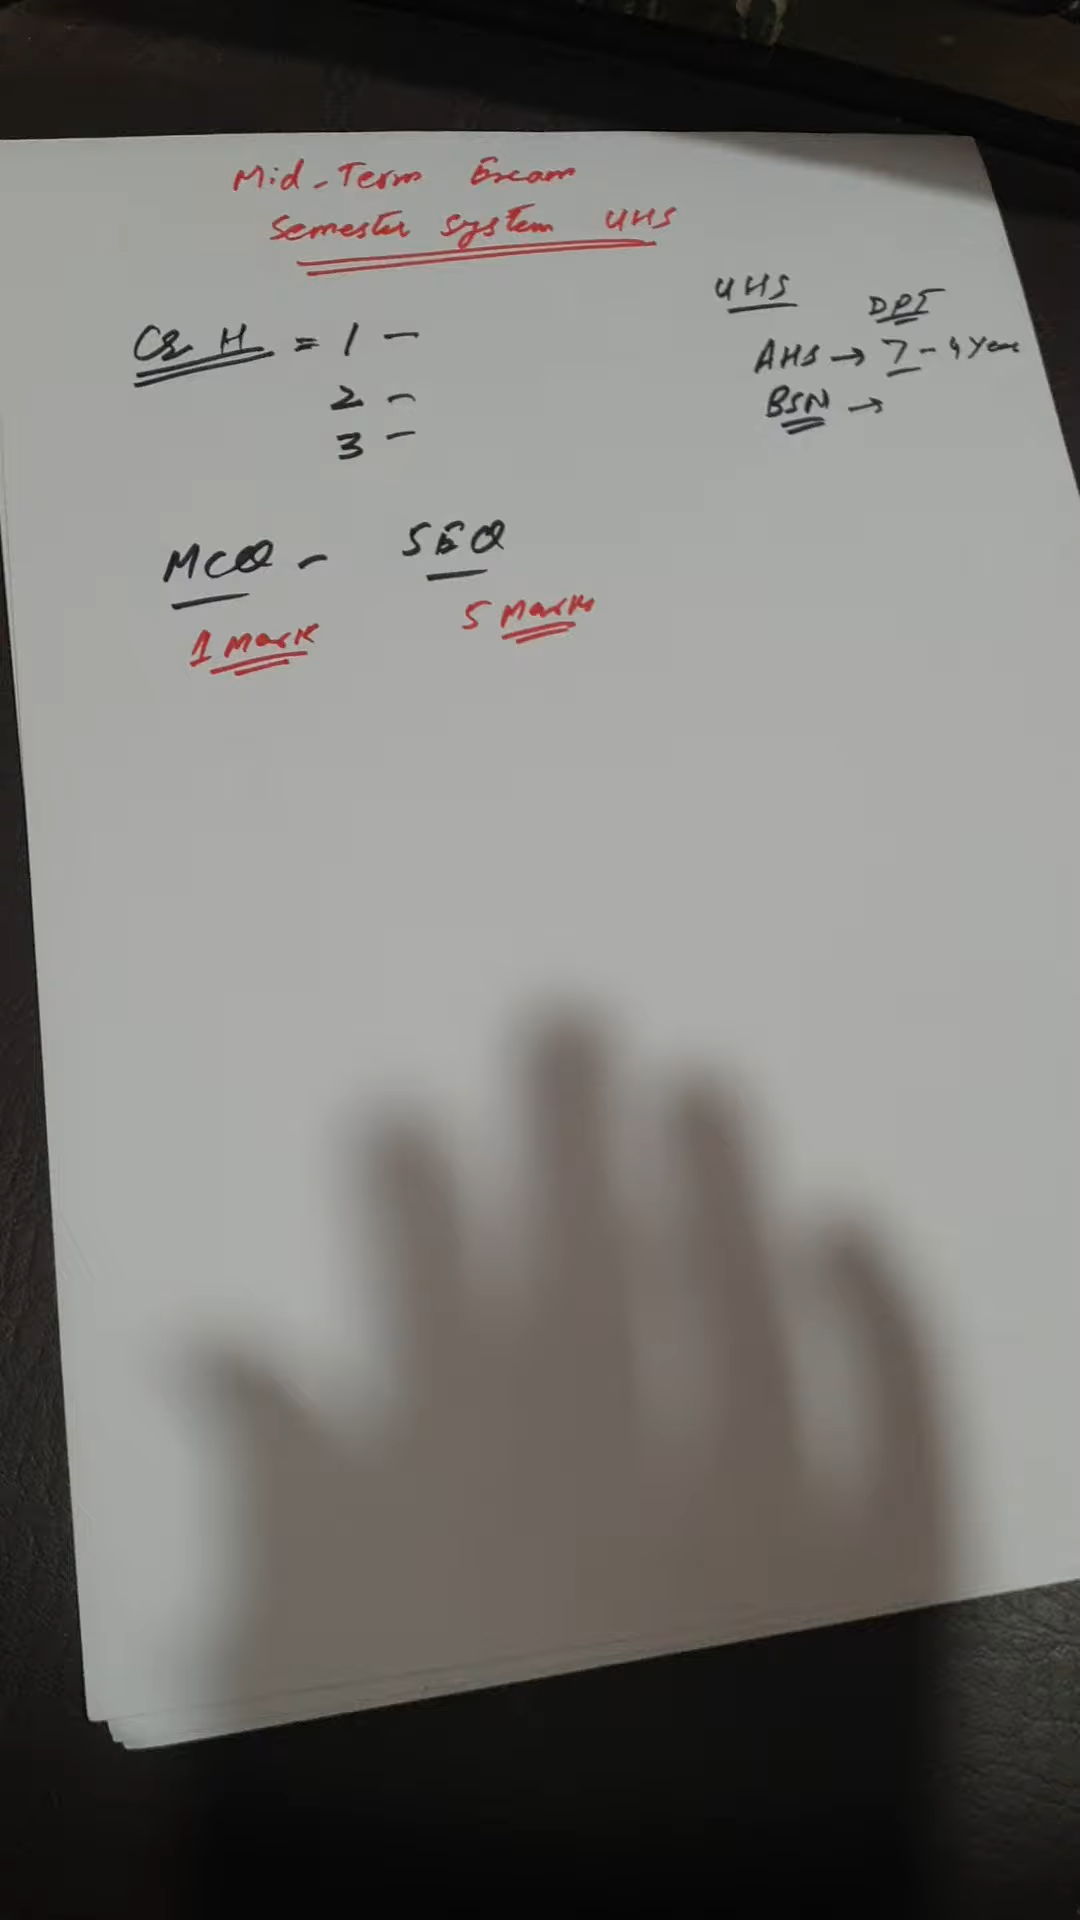 Mid-Term Exam
Semester System UHS
UHS DPT
Cr H = 1 -
2 -
3 -
AHS → 7 - 4 Year
BSN →
MCQ - SEQ
1 Mark 5 Marks